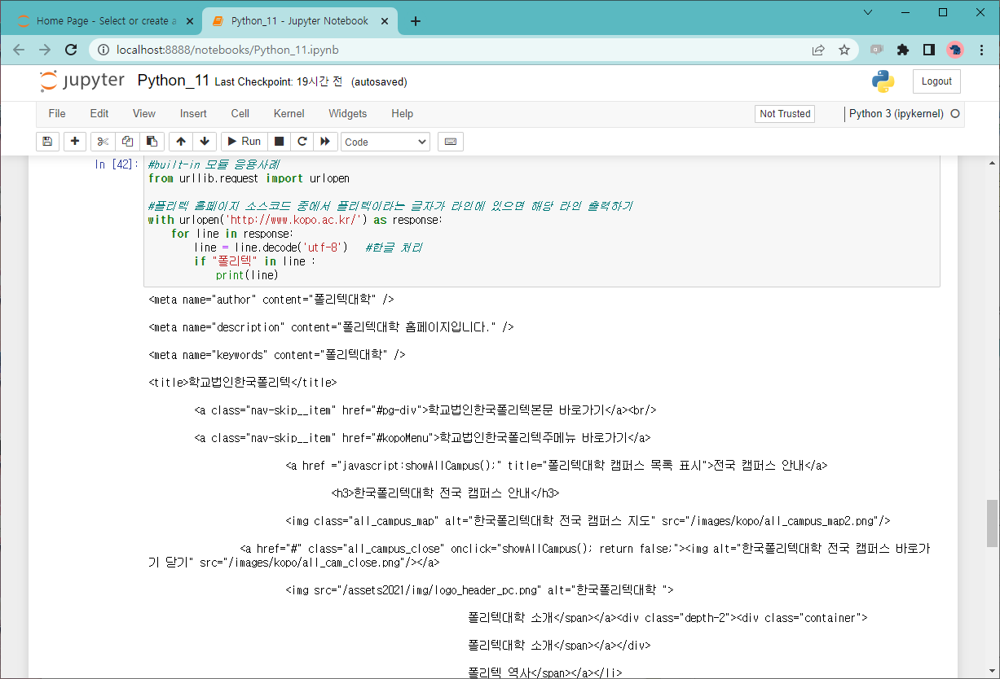 Home Page - Select or create a
Python_11 - Jupyter Notebook
localhost:8888/notebooks/Python_11.ipynb
jupyter Python_11 Last Checkpoint: 19시간 전 (autosaved)
Logout
File Edit View Insert Cell Kernel Widgets Help
Not Trusted
Python 3 (ipykernel)
Run
Code
In [42]:
#built-in 모듈 응용사례
from urllib.request import urlopen
#폴리텍 홈페이지 소스코드 중에서 폴리텍이라는 글자가 라인에 있으면 해당 라인 출력하기
with urlopen('http://www.kopo.ac.kr/') as response:
for line in response:
line = line.decode('utf-8') #한글 처리
if "폴리텍" in line :
print(line)
<meta name="author" content="폴리텍대학" />
<meta name="description" content="폴리텍대학 홈페이지입니다." />
<meta name="keywords" content="폴리텍대학" />
<title>학교법인한국폴리텍</title>
<a class="nav-skip__item" href="#pg-div">학교법인한국폴리텍본문 바로가기</a><br/>
<a class="nav-skip__item" href="#kopoMenu">학교법인한국폴리텍주메뉴 바로가기</a>
<a href ="javascript:showAllCampus();" title="폴리텍대학 캠퍼스 목록 표시">전국 캠퍼스 안내</a>
<h3>한국폴리텍대학 전국 캠퍼스 안내</h3>
<img class="all_campus_map" alt="한국폴리텍대학 전국 캠퍼스 지도" src="/images/kopo/all_campus_map2.png"/>
<a href="#" class="all_campus_close" onclick="showAllCampus(); return false;"><img alt="한국폴리텍대학 전국 캠퍼스 바로가
기 닫기" src="/images/kopo/all_cam_close.png"/></a>
<img src="/assets2021/img/logo_header_pc.png" alt="한국폴리텍대학 ">
폴리텍대학 소개</span></a><div class="depth-2"><div class="container">
폴리텍대학 소개</span></a></div>
폴리텍 역사</span></a></li>